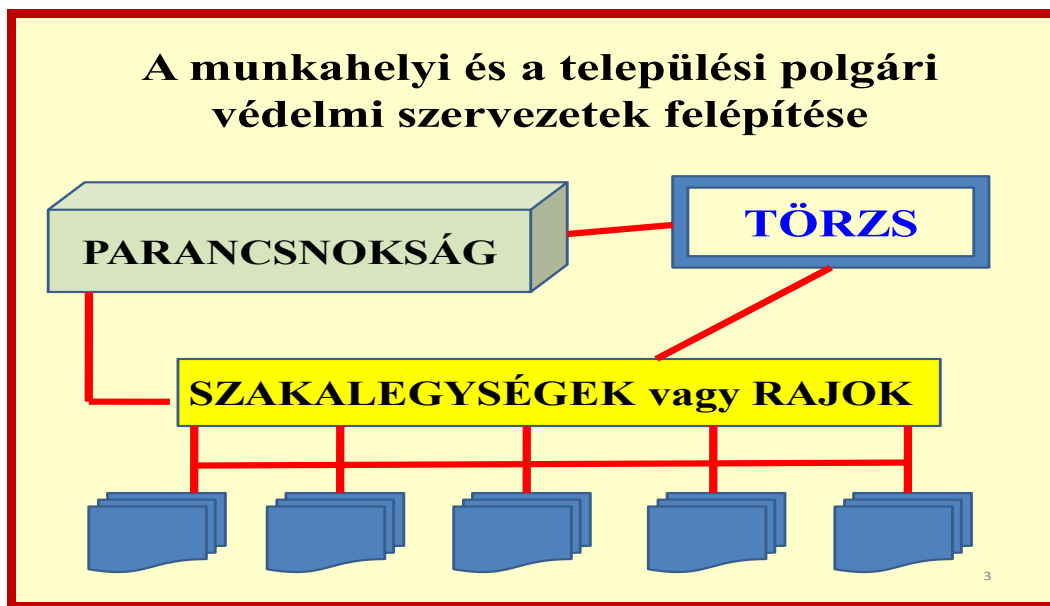 A munkahelyi és a települési polgári
védelmi szervezetek felépítése
PARANCSNOKSÁG
TÖRZS
SZAKALEGYSÉGEK vagy RAJOK
3